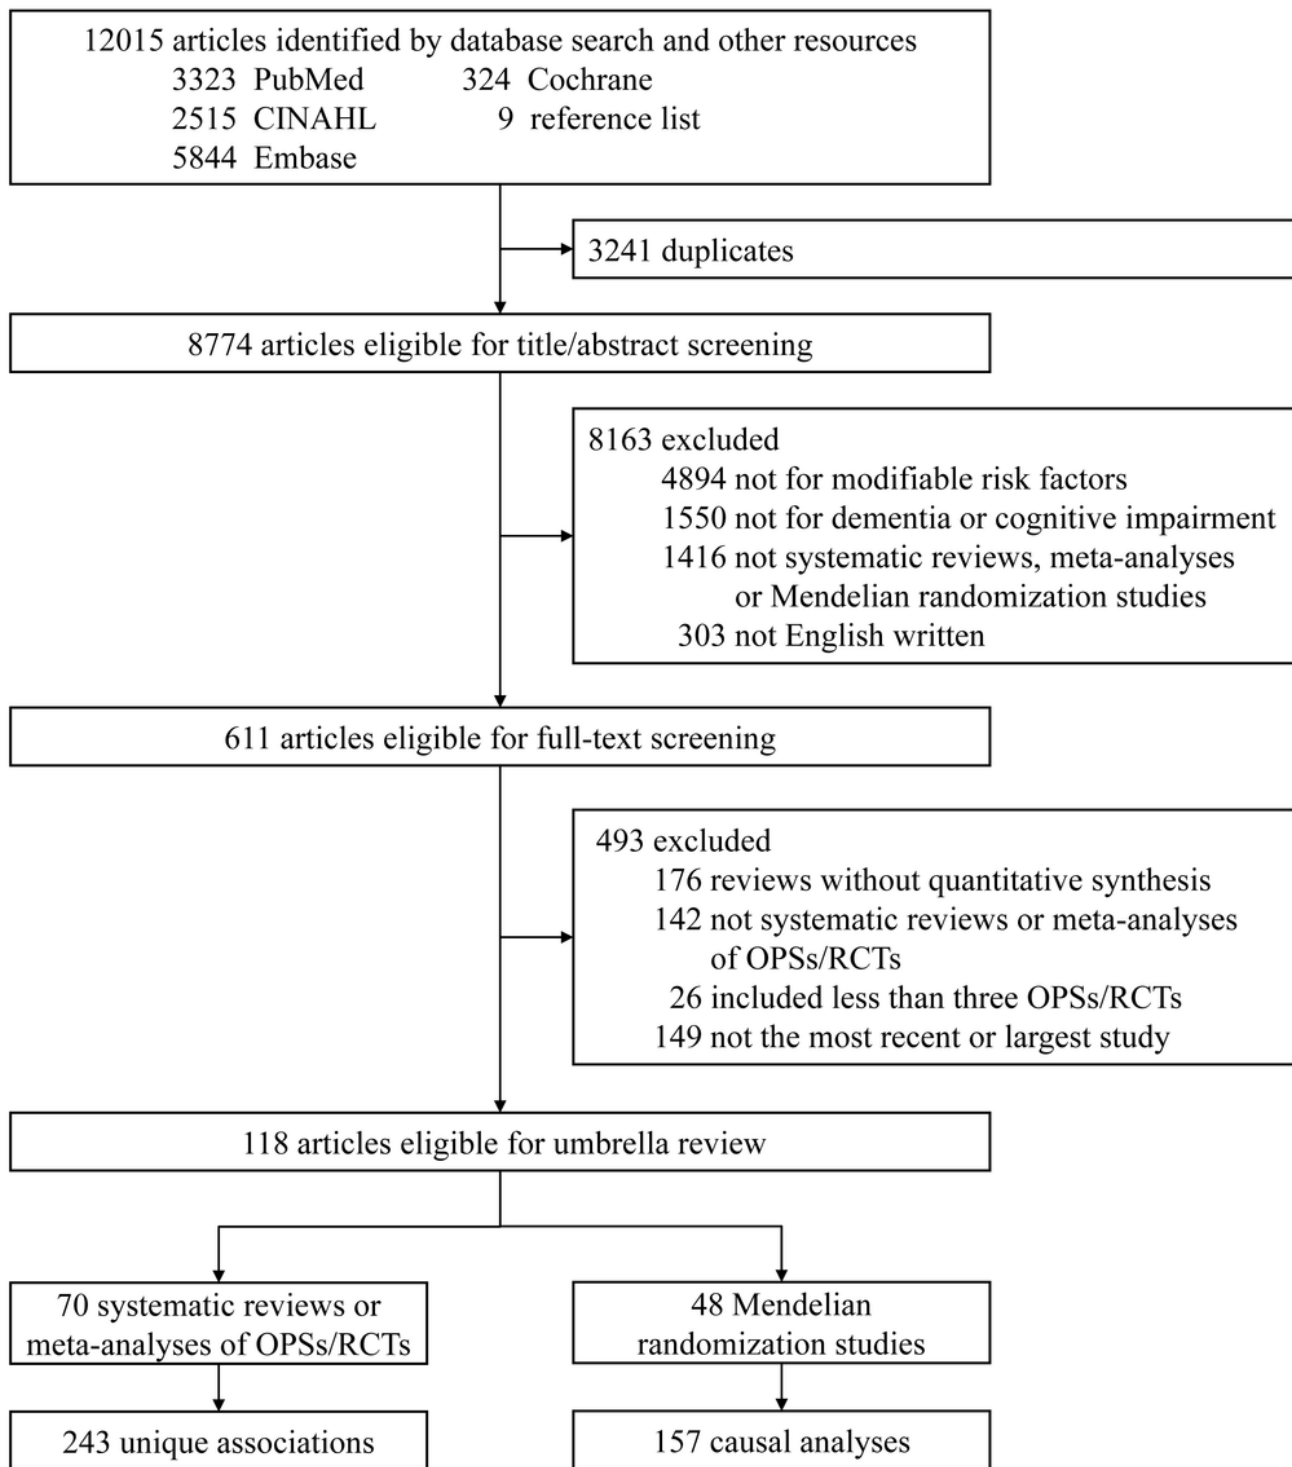 12015 articles identified by database search and other resources
3323 PubMed 324 Cochrane
2515 CINAHL 9 reference list
5844 Embase
3241 duplicates
8774 articles eligible for title/abstract screening
8163 excluded
4894 not for modifiable risk factors
1550 not for dementia or cognitive impairment
1416 not systematic reviews, meta-analyses
or Mendelian randomization studies
303 not English written
611 articles eligible for full-text screening
493 excluded
176 reviews without quantitative synthesis
142 not systematic reviews or meta-analyses
of OPSs/RCTs
26 included less than three OPSs/RCTs
149 not the most recent or largest study
118 articles eligible for umbrella review
70 systematic reviews or
meta-analyses of OPSs/RCTs
48 Mendelian
randomization studies
243 unique associations
157 causal analyses